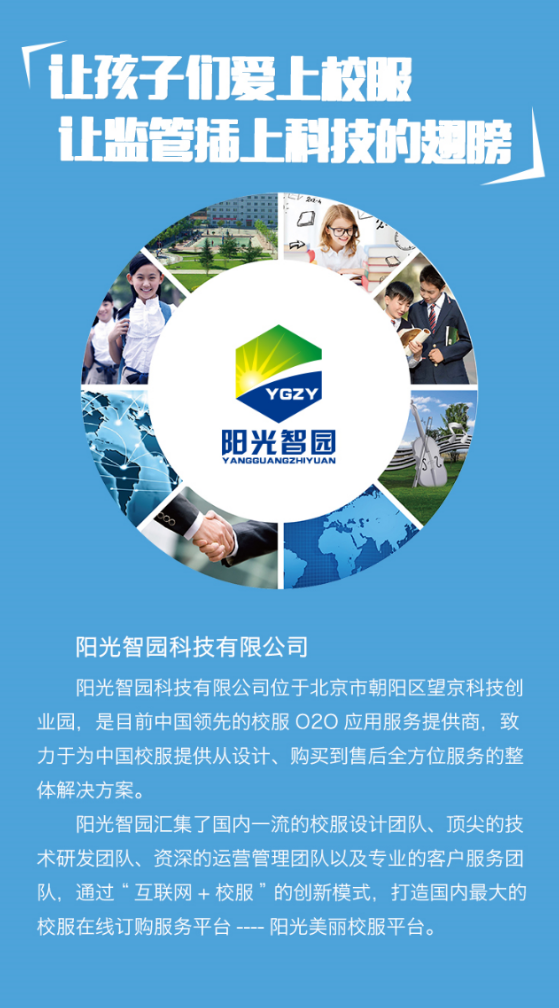 让孩子们爱上校服
让监管插上科技的翅膀
YGZY
阳光智园
YANGGUANGZHIYUAN
阳光智园科技有限公司
阳光智园科技有限公司位于北京市朝阳区望京科技创
业园，是目前中国领先的校服 O2O 应用服务提供商，致
力于为中国校服提供从设计、购买到售后全方位服务的整
体解决方案。
阳光智园汇集了国内一流的校服设计团队、顶尖的技
术研发团队、资深的运营管理团队以及专业的客户服务团
队，通过“互联网 + 校服”的创新模式，打造国内最大的
校服在线订购服务平台 ---- 阳光美丽校服平台。